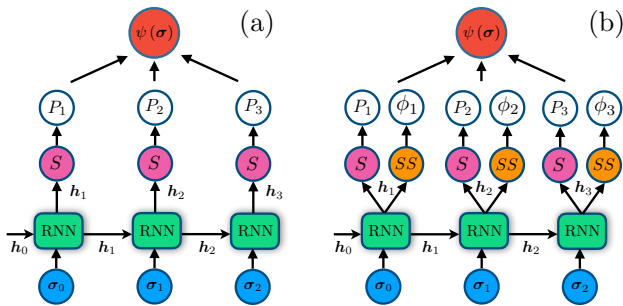 ψ(σ) (a) ψ(σ) (b)
P₁ P₂ P₃ P₁ ϕ₁ P₂ ϕ₂ P₃ ϕ₃
S S S S SS S SS S SS
h₁ h₂ h₃ h₁ h₂ h₃
RNN RNN RNN RNN RNN RNN
h₀ h₁ h₂ h₀ h₁ h₂
σ₀ σ₁ σ₂ σ₀ σ₁ σ₂